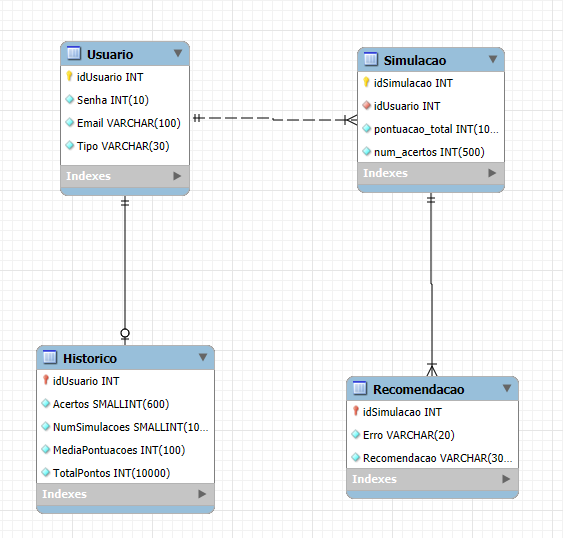 Usuario
idUsuario INT
Senha INT(10)
Email VARCHAR(100)
Tipo VARCHAR(30)
Indexes
Simulacao
idSimulacao INT
idUsuario INT
pontuacao_total INT(10...
num_acertos INT(500)
Indexes
Historico
idUsuario INT
Acertos SMALLINT(600)
NumSimulacoes SMALLINT(10...
MediaPontuacoes INT(100)
TotalPontos INT(10000)
Indexes
Recomendacao
idSimulacao INT
Erro VARCHAR(20)
Recomendacao VARCHAR(30...
Indexes